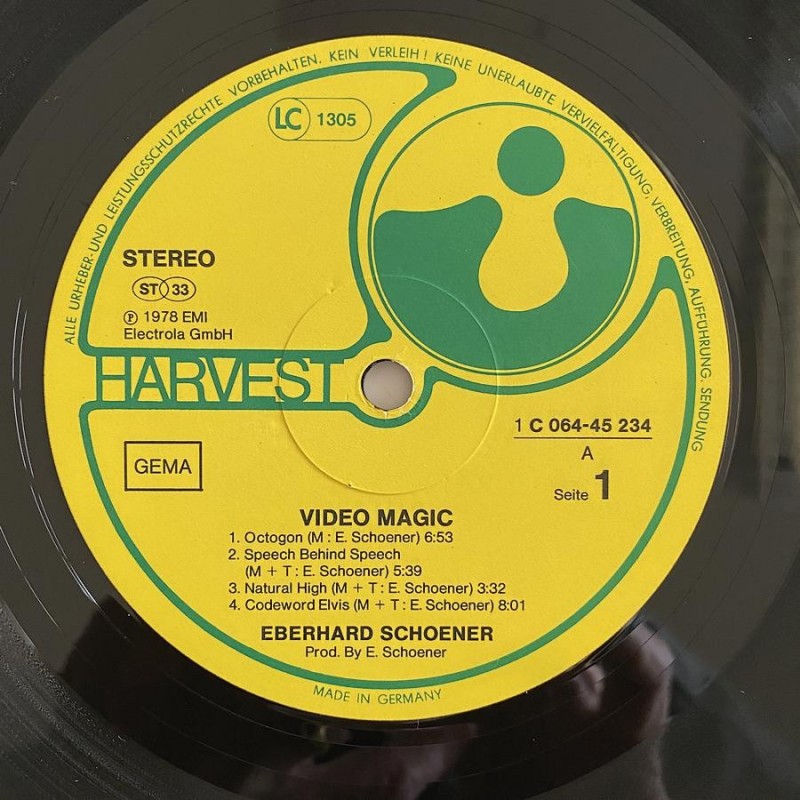 ALLE URHEBER- UND LEISTUNGSSCHUTZRECHTE VORBEHALTEN. KEIN VERLEIH! KEINE UNERLAUBTE VERVIELFÄLTIGUNG, VERBREITUNG, AUFFÜHRUNG, SENDUNG
LC 1305
STEREO
ST 33
℗ 1978 EMI
Electrola GmbH
HARVEST
1 C 064-45 234
A
Seite 1
GEMA
VIDEO MAGIC
1. Octogon (M : E. Schoener) 6:53
2. Speech Behind Speech
(M + T : E. Schoener) 5:39
3. Natural High (M + T : E. Schoener) 3:32
4. Codeword Elvis (M + T : E. Schoener) 8:01
EBERHARD SCHOENER
Prod. By E. Schoener
MADE IN GERMANY